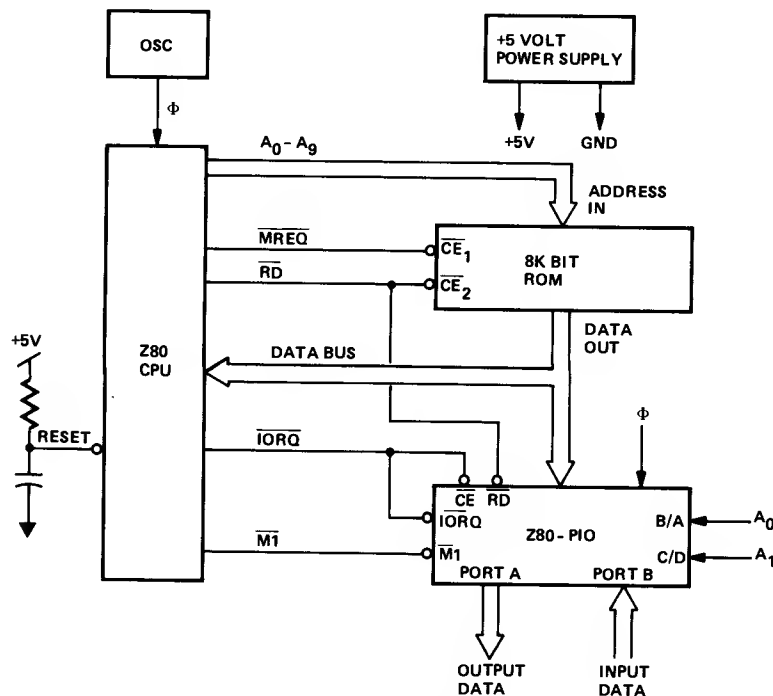 OSC
+5 VOLT
POWER SUPPLY
Φ
+5V
GND
A0 - A9
ADDRESS
IN
MREQ
CE1
8K BIT
ROM
RD
CE2
+5V
Z80
CPU
DATA BUS
DATA
OUT
RESET
IORQ
Φ
CE
RD
IORQ
Z80 - PIO
B/A
A0
M1
M1
C/D
A1
PORT A
PORT B
OUTPUT
DATA
INPUT
DATA